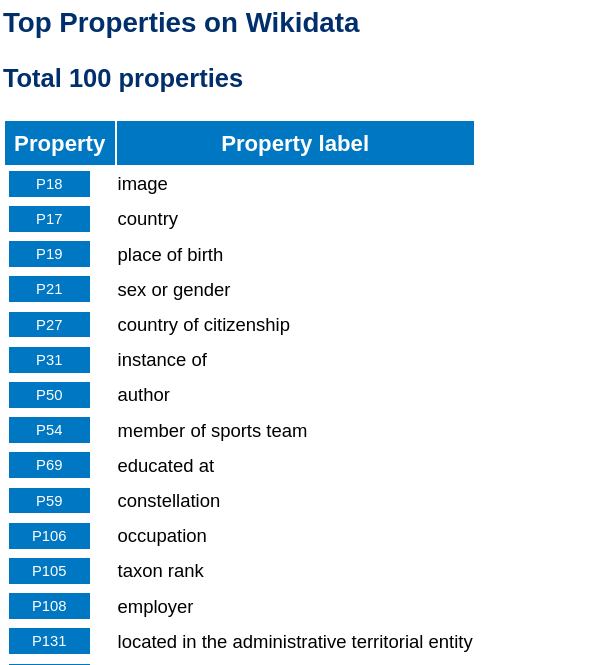 Top Properties on Wikidata
Total 100 properties
Property Property label
P18 image
P17 country
P19 place of birth
P21 sex or gender
P27 country of citizenship
P31 instance of
P50 author
P54 member of sports team
P69 educated at
P59 constellation
P106 occupation
P105 taxon rank
P108 employer
P131 located in the administrative territorial entity